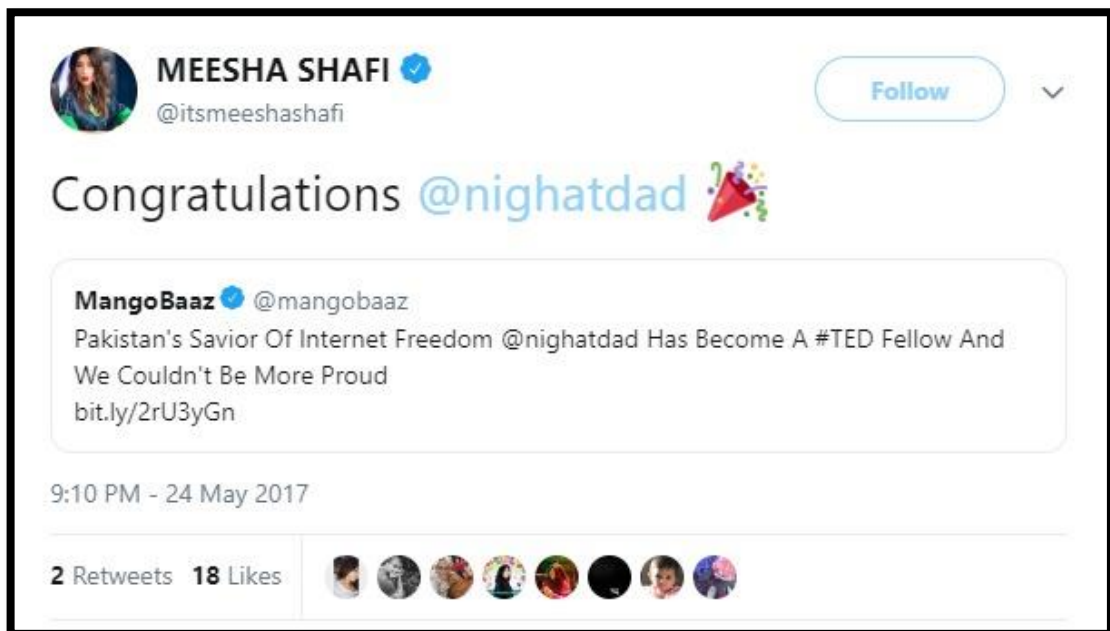 MEESHA SHAFI
@itsmeeshashafi
Follow
Congratulations @nighatdad 🎉
MangoBaaz @mangobaaz
Pakistan's Savior Of Internet Freedom @nighatdad Has Become A #TED Fellow And
We Couldn't Be More Proud
bit.ly/2rU3yGn
9:10 PM - 24 May 2017
2 Retweets 18 Likes